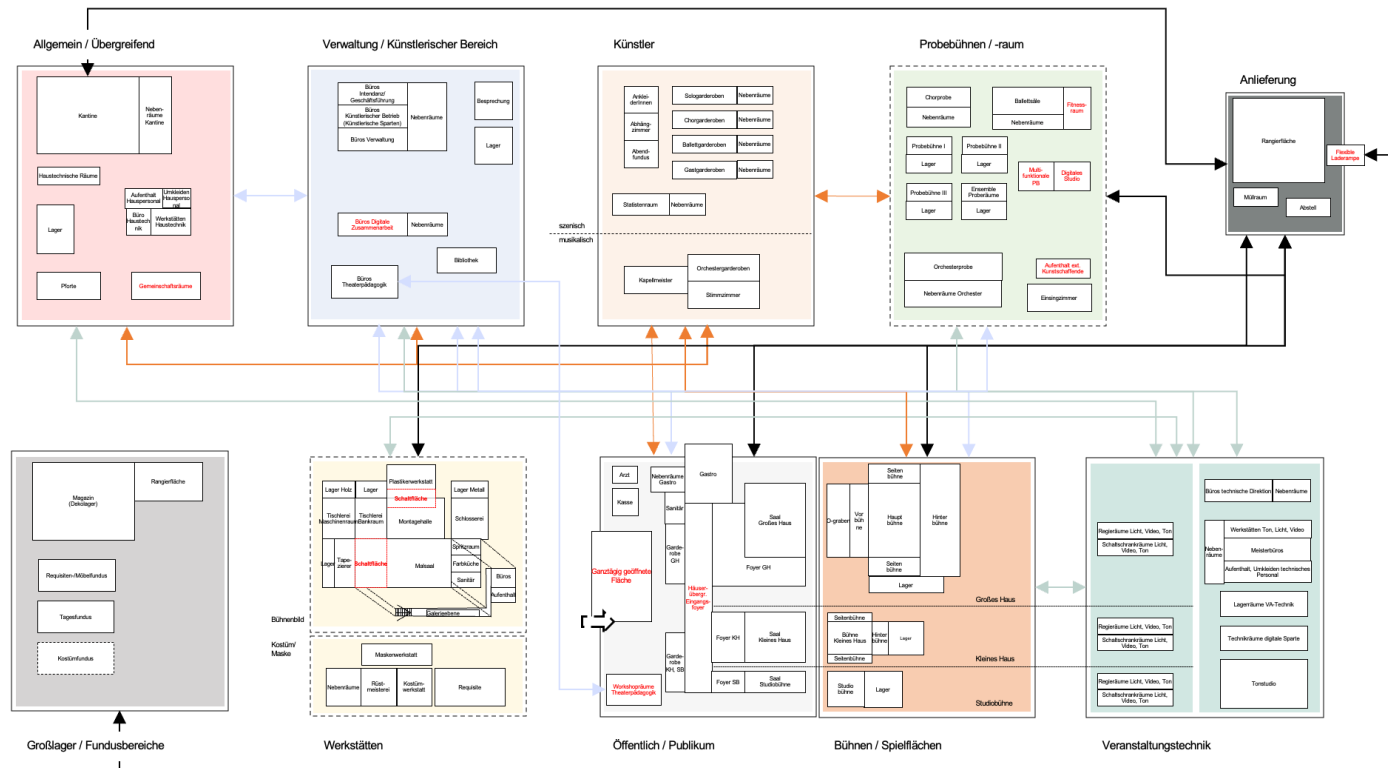 Allgemein / Übergreifend
Verwaltung / Künstlerischer Bereich
Künstler
Probebühnen / -raum
Anlieferung
Kantine
Neben-
räume
Kantine
Haustechnische Räume
Aufenthalt
Hauspersonal
Umkleiden
Hausperso
nal
Büro
Haustech
nik
Werkstätten
Haustechnik
Lager
Pforte
Gemeinschaftsräume
Büros
Intendanz/
Geschäftsführung
Büros
Künstlerischer Betrieb
(Künstlerische Sparten)
Büros Verwaltung
Nebenräume
Besprechung
Lager
Büros Digitale
Zusammenarbeit
Nebenräume
Bibliothek
Büros
Theaterpädagogik
Anklei
derInnen
Abhäng-
zimmer
Abend-
fundus
Sologarderoben
Nebenräume
Chorgarderoben
Nebenräume
Ballettgarderoben
Nebenräume
Gastgarderoben
Nebenräume
Statistenraum
Nebenräume
szenisch
musikalisch
Kapellmeister
Orchestergarderoben
Stimmzimmer
Chorprobe
Nebenräume
Ballettsäle
Nebenräume
Fitness-
raum
Probebühne I
Lager
Probebühne II
Lager
Multi-
funktionale
PB
Digitales
Studio
Probebühne III
Lager
Ensemble
Proberäume
Lager
Orchesterprobe
Nebenräume Orchester
Aufenthalt ext.
Kunstschaffende
Einsingzimmer
Rangierfläche
Flexible
Laderampe
Müllraum
Abstell
Magazin
(Dekolager)
Rangierfläche
Requisiten-/Möbelfundus
Tagesfundus
Kostümfundus
Plastikerwerkstatt
Schaltfläche
Lager Holz
Lager
Lager Metall
Tischlerei
Maschinenraum
Tischlerei
Bankraum
Montagehalle
Schlosserei
Lager
Tape-
zierer
Schaltfläche
Malsaal
Spritzraum
Farbküche
Sanitär
Büros
Aufenthalt
Galerieebene
Bühnenbild
Kostüm/
Maske
Maskenwerkstatt
Nebenräume
Rüst-
meisterei
Kostüm-
werkstatt
Requisite
Arzt
Kasse
Nebenräume
Gastro
Sanitär
Gastro
Garde-
robe
GH
Ganztägig geöffnete
Fläche
Häuser-
übergr.
Eingangs-
foyer
Saal
Großes Haus
Foyer GH
Garde-
robe
KH, SB
Foyer KH
Saal
Kleines Haus
Foyer SB
Saal
Studiobühne
Workshopräume
Theaterpädagogik
Seiten
bühne
O-graben
Vor
büh
ne
Haupt
bühne
Hinter
bühne
Seiten
bühne
Lager
Großes Haus
Seitenbühne
Bühne
Kleines Haus
Hinter
bühne
Lager
Seitenbühne
Kleines Haus
Studio
bühne
Lager
Studiobühne
Regieräume Licht, Video, Ton
Schaltschrankräume Licht,
Video, Ton
Regieräume Licht, Video, Ton
Schaltschrankräume Licht,
Video, Ton
Regieräume Licht, Video, Ton
Schaltschrankräume Licht,
Video, Ton
Büros technische Direktion
Nebenräume
Neben-
räume
Werkstätten Ton, Licht, Video
Meisterbüros
Aufenthalt, Umkleiden technisches
Personal
Lagerräume VA-Technik
Technikräume digitale Sparte
Tonstudio
Großlager / Fundusbereiche
Werkstätten
Öffentlich / Publikum
Bühnen / Spielflächen
Veranstaltungstechnik